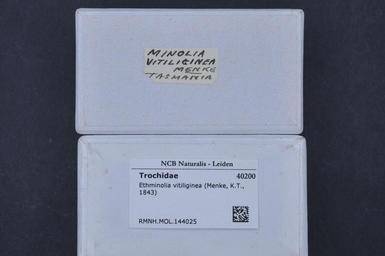 MINOLIA
VITILIGINEA
MENKE
TASMANIA
NCB Naturalis - Leiden
Trochidae 40200
Ethminolia vitiliginea (Menke, K.T.,
1843)
RMNH.MOL.144025